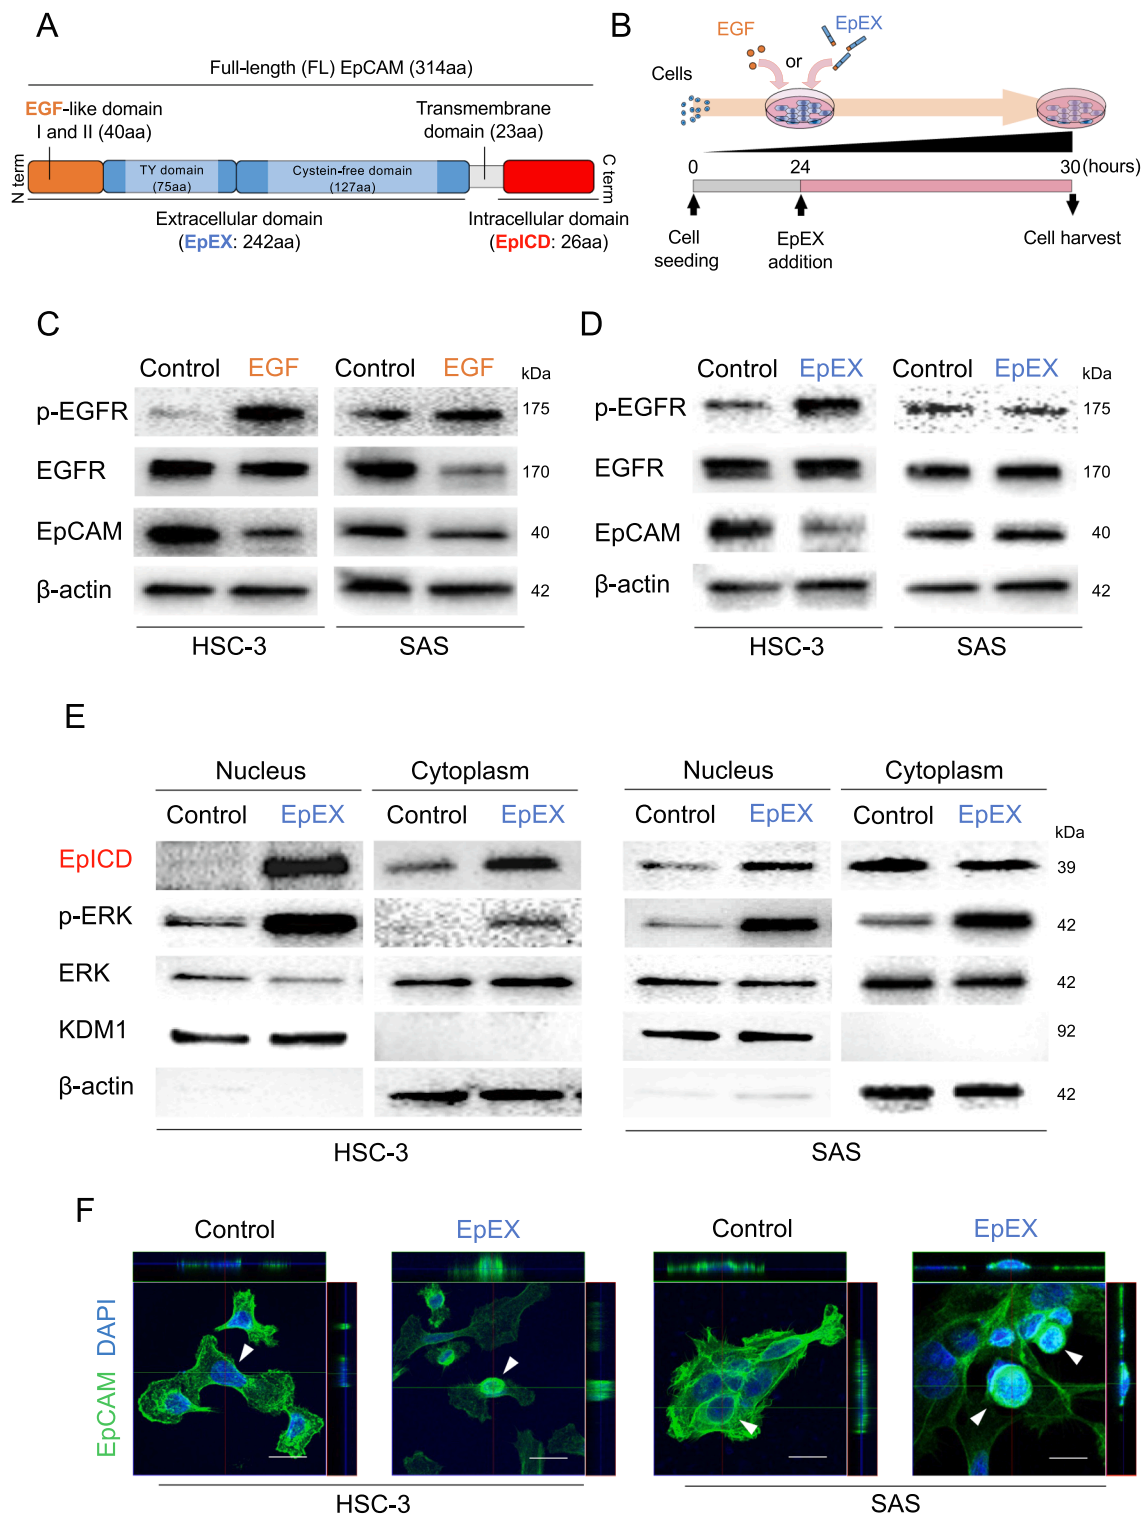 A
Full-length (FL) EpCAM (314aa)
EGF-like domain
I and II (40aa)
Transmembrane
domain (23aa)
N term
TY domain
(75aa)
Cystein-free domain
(127aa)
C term
Extracellular domain
(EpEX: 242aa)
Intracellular domain
(EpICD: 26aa)
B
EGF
or
EpEX
Cells
0
24
30 (hours)
Cell
seeding
EpEX
addition
Cell harvest
C
Control
EGF
Control
EGF
kDa
p-EGFR
175
EGFR
170
EpCAM
40
β-actin
42
HSC-3
SAS
D
Control
EpEX
Control
EpEX
kDa
p-EGFR
175
EGFR
170
EpCAM
40
β-actin
42
HSC-3
SAS
E
Nucleus
Cytoplasm
Nucleus
Cytoplasm
Control
EpEX
Control
EpEX
Control
EpEX
Control
EpEX
kDa
EpICD
39
p-ERK
42
ERK
42
KDM1
92
β-actin
42
HSC-3
SAS
F
Control
EpEX
Control
EpEX
EpCAM DAPI
HSC-3
SAS